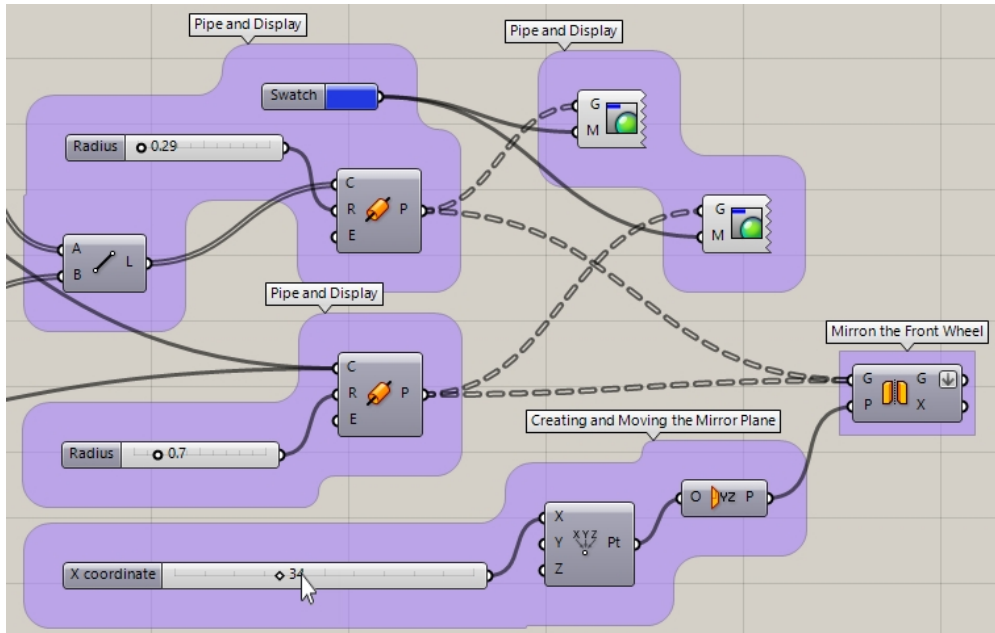 Pipe and Display
Pipe and Display
Swatch
G
M
Radius 0.29
C
R P
E
G
M
A
B L
Pipe and Display
Mirron the Front Wheel
C
R P
E
G G
P X
Creating and Moving the Mirror Plane
Radius 0.7
O YZ P
X
Y XYZ Pt
Z
X coordinate 34